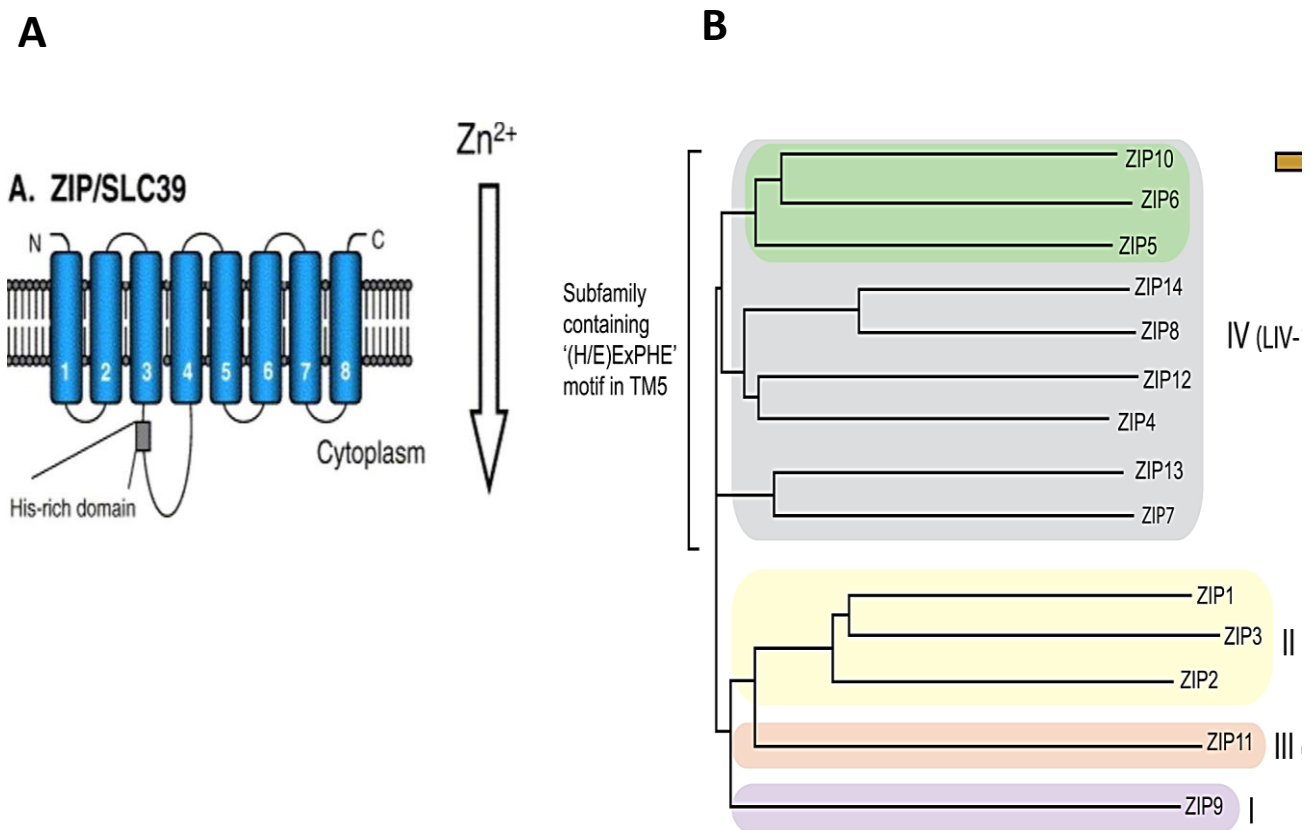 A
B
Zn²⁺
A. ZIP/SLC39
N
C
1 2 3 4 5 6 7 8
Cytoplasm
His-rich domain
Subfamily
containing
‘(H/E)ExPHE’
motif in TM5
ZIP10
ZIP6
ZIP5
ZIP14
ZIP8
IV (LIV-
ZIP12
ZIP4
ZIP13
ZIP7
ZIP1
ZIP3
II
ZIP2
ZIP11
III (
ZIP9
I